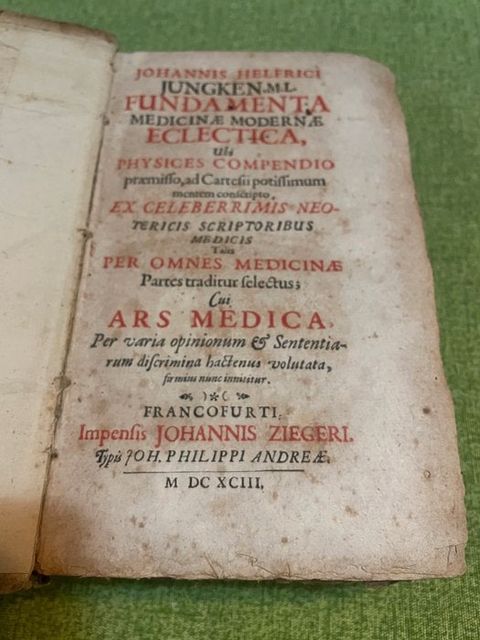 JOHANNIS HELFRICI
JUNGKEN.M.L.
FUNDAMENTA
MEDICINÆ MODERNÆ
ECLECTICA,
Ubi
PHYSICES COMPENDIO
præmisso, ad Cartesii potissimum
mentem conscripto,
EX CELEBERRIMIS NEO-
TERICIS SCRIPTORIBUS
MEDICIS
Talis
PER OMNES MEDICINÆ
Partes traditur selectus;
Cui
ARS MEDICA,
Per varia opinionum & Sententia-
rum discrimina hactenus volutata,
firmius nunc innititur.
FRANCOFURTI,
Impensis JOHANNIS ZIEGERI.
Typis JOH. PHILIPPI ANDREÆ.
M DC XCIII.